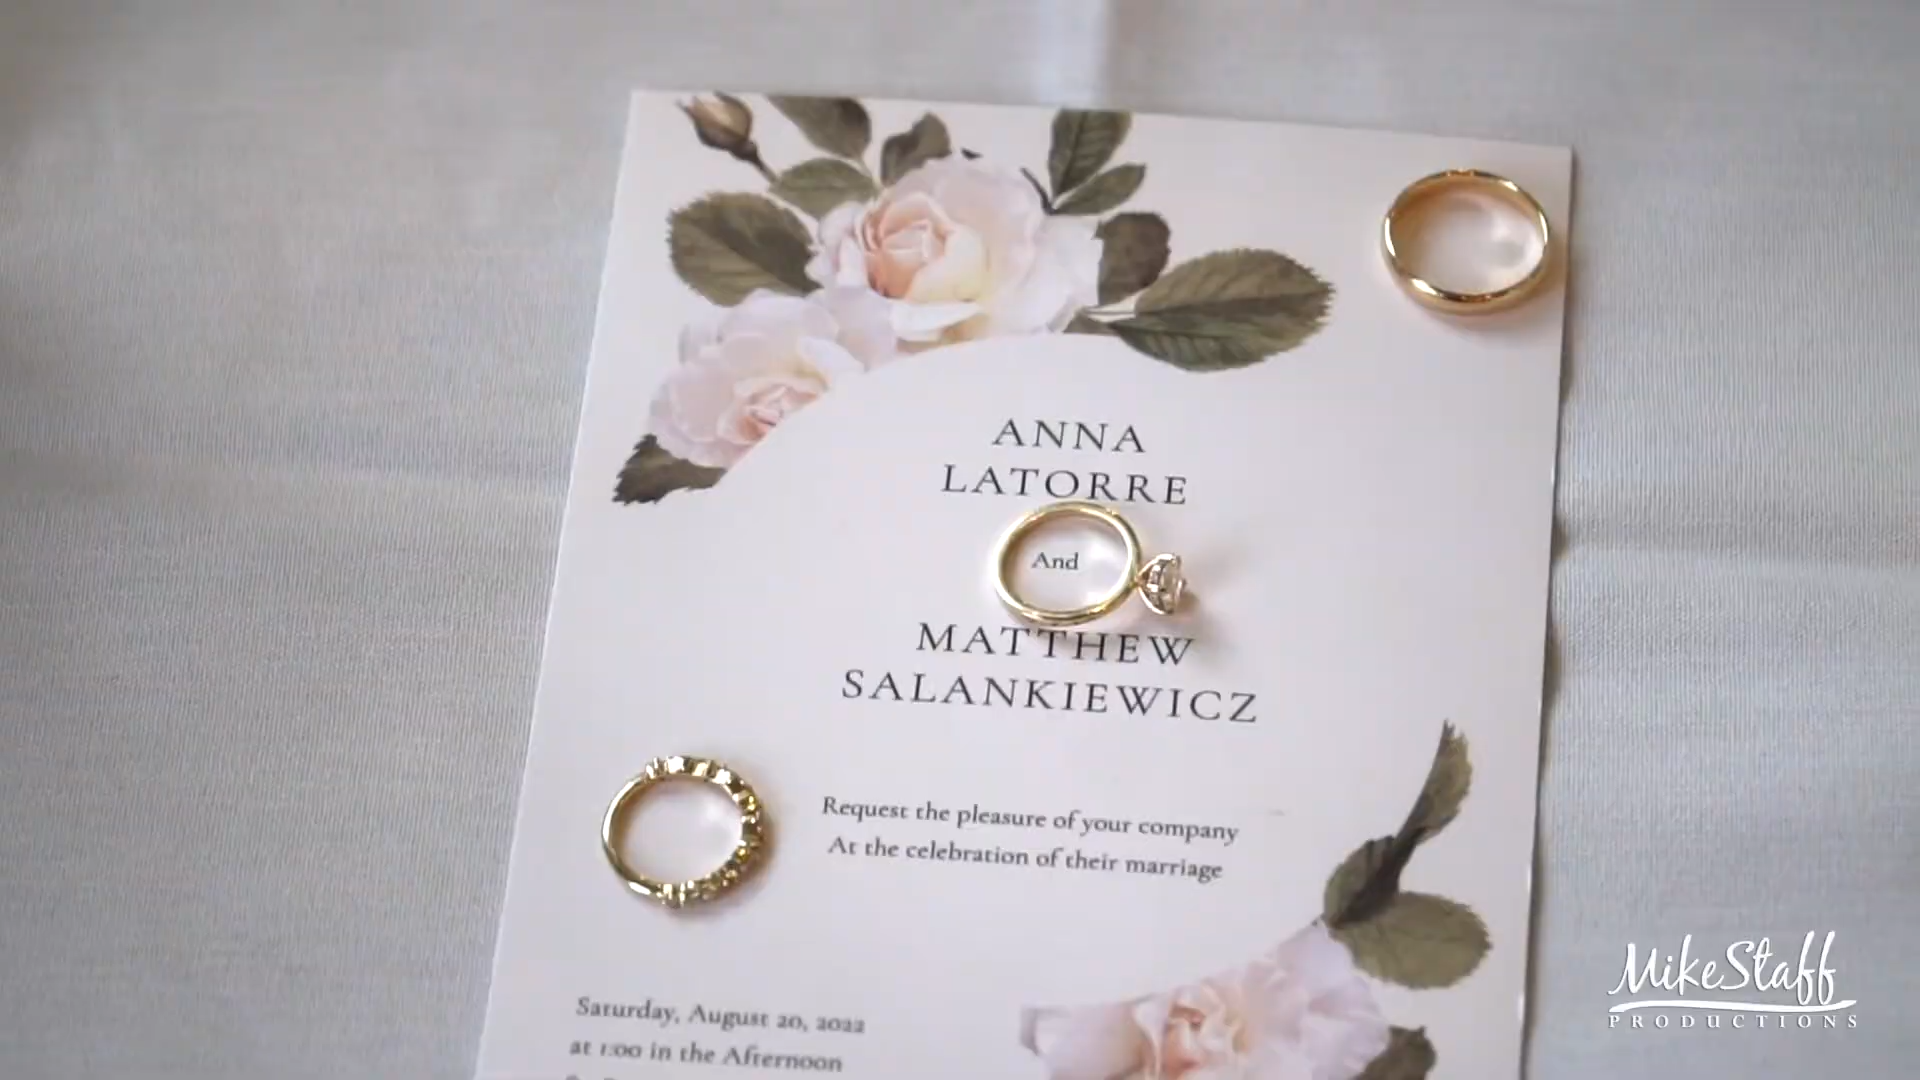 ANNA
LATORRE
And
MATTHEW
SALANKIEWICZ
Request the pleasure of your company
At the celebration of their marriage
Saturday, August 20, 2022
at 1:00 in the Afternoon
MikeStaff
PRODUCTIONS